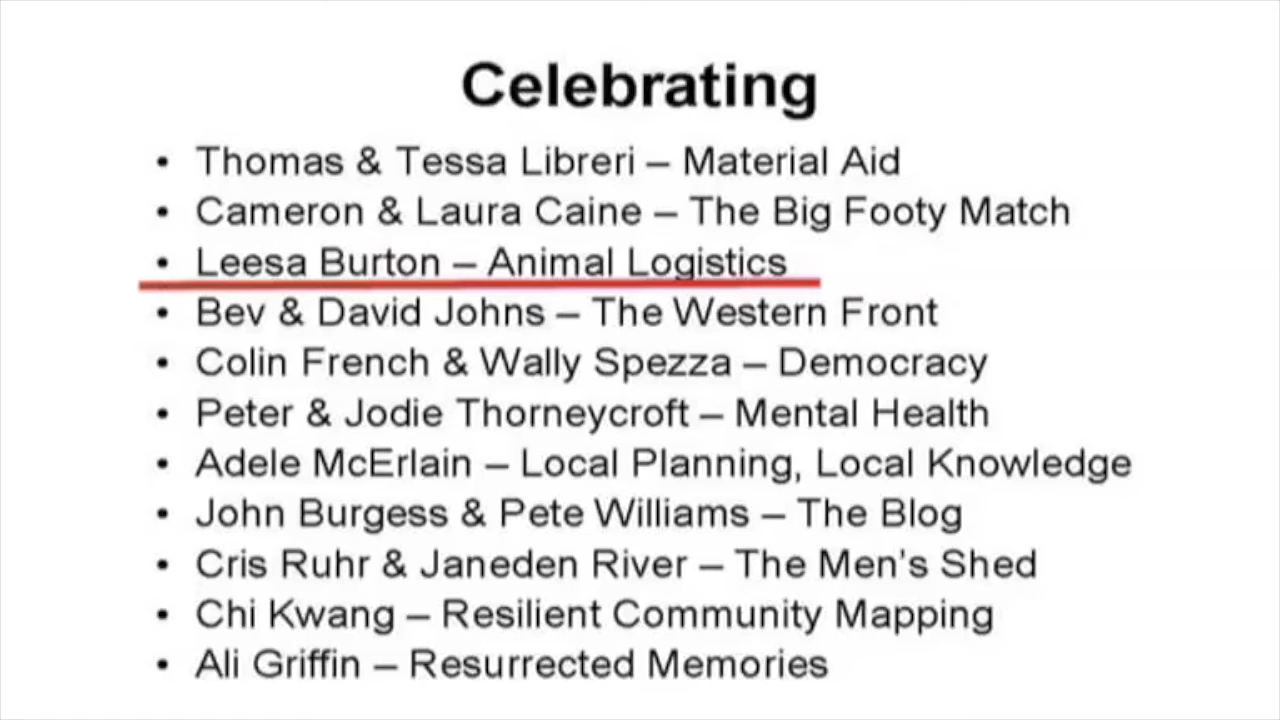 Celebrating
• Thomas & Tessa Libreri – Material Aid
• Cameron & Laura Caine – The Big Footy Match
• Leesa Burton – Animal Logistics
• Bev & David Johns – The Western Front
• Colin French & Wally Spezza – Democracy
• Peter & Jodie Thorneycroft – Mental Health
• Adele McErlain – Local Planning, Local Knowledge
• John Burgess & Pete Williams – The Blog
• Cris Ruhr & Janeden River – The Men's Shed
• Chi Kwang – Resilient Community Mapping
• Ali Griffin – Resurrected Memories